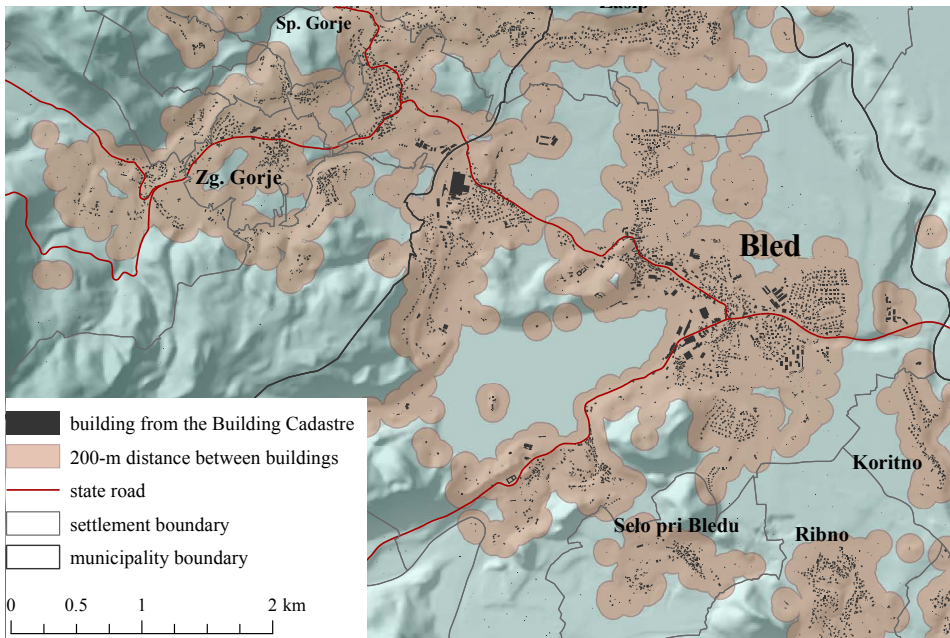 Sp. Gorje
Zasip
Zg. Gorje
Bled
Koritno
Selo pri Bledu
Ribno
building from the Building Cadastre
200-m distance between buildings
state road
settlement boundary
municipality boundary
0 0.5 1 2 km